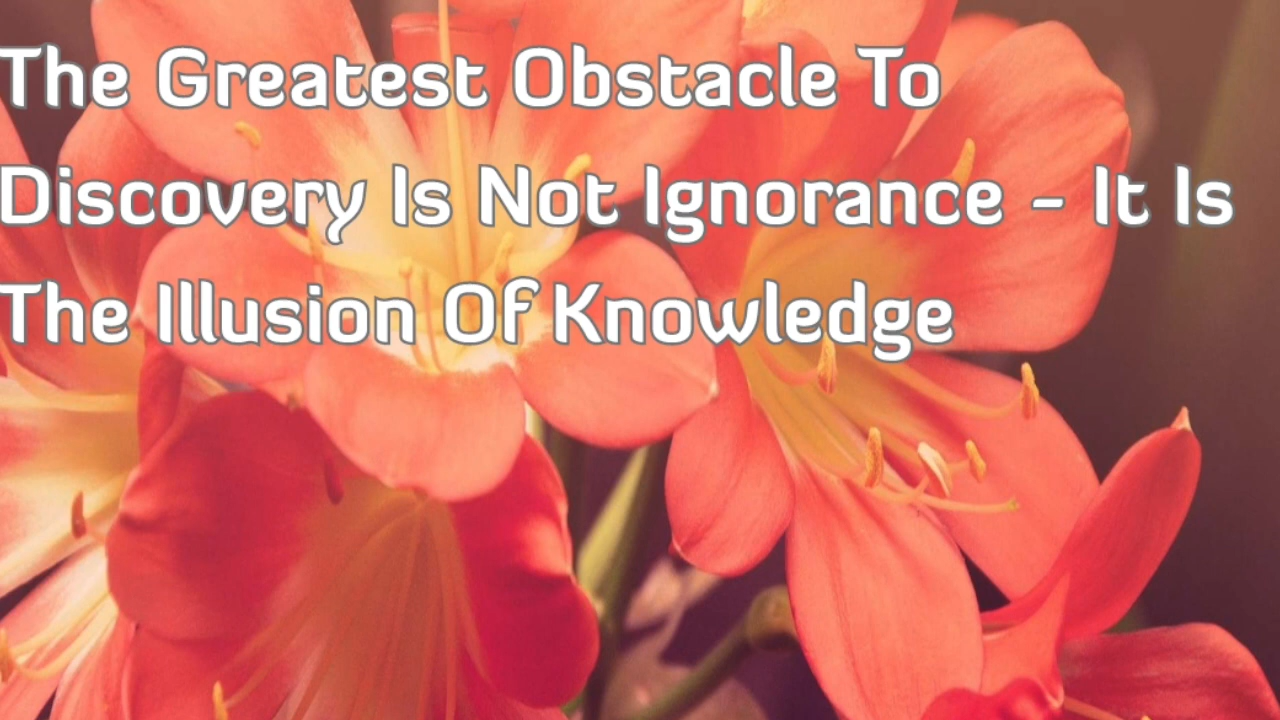 The Greatest Obstacle To
Discovery Is Not Ignorance - It Is
The Illusion Of Knowledge